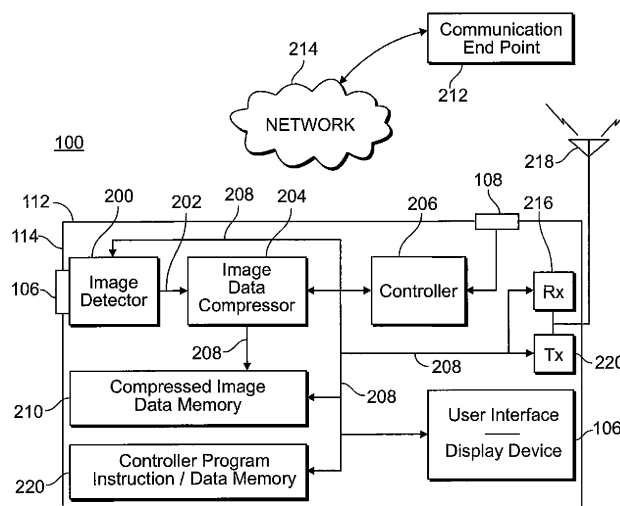 Communication
End Point
214
212
NETWORK
100
218
112
200
208
204
108
206
216
114
202
106
Image
Detector
Image
Data
Compressor
Controller
Rx
208
208
Tx
220
210
Compressed Image
Data Memory
208
User Interface
Display Device
106
220
Controller Program
Instruction / Data Memory